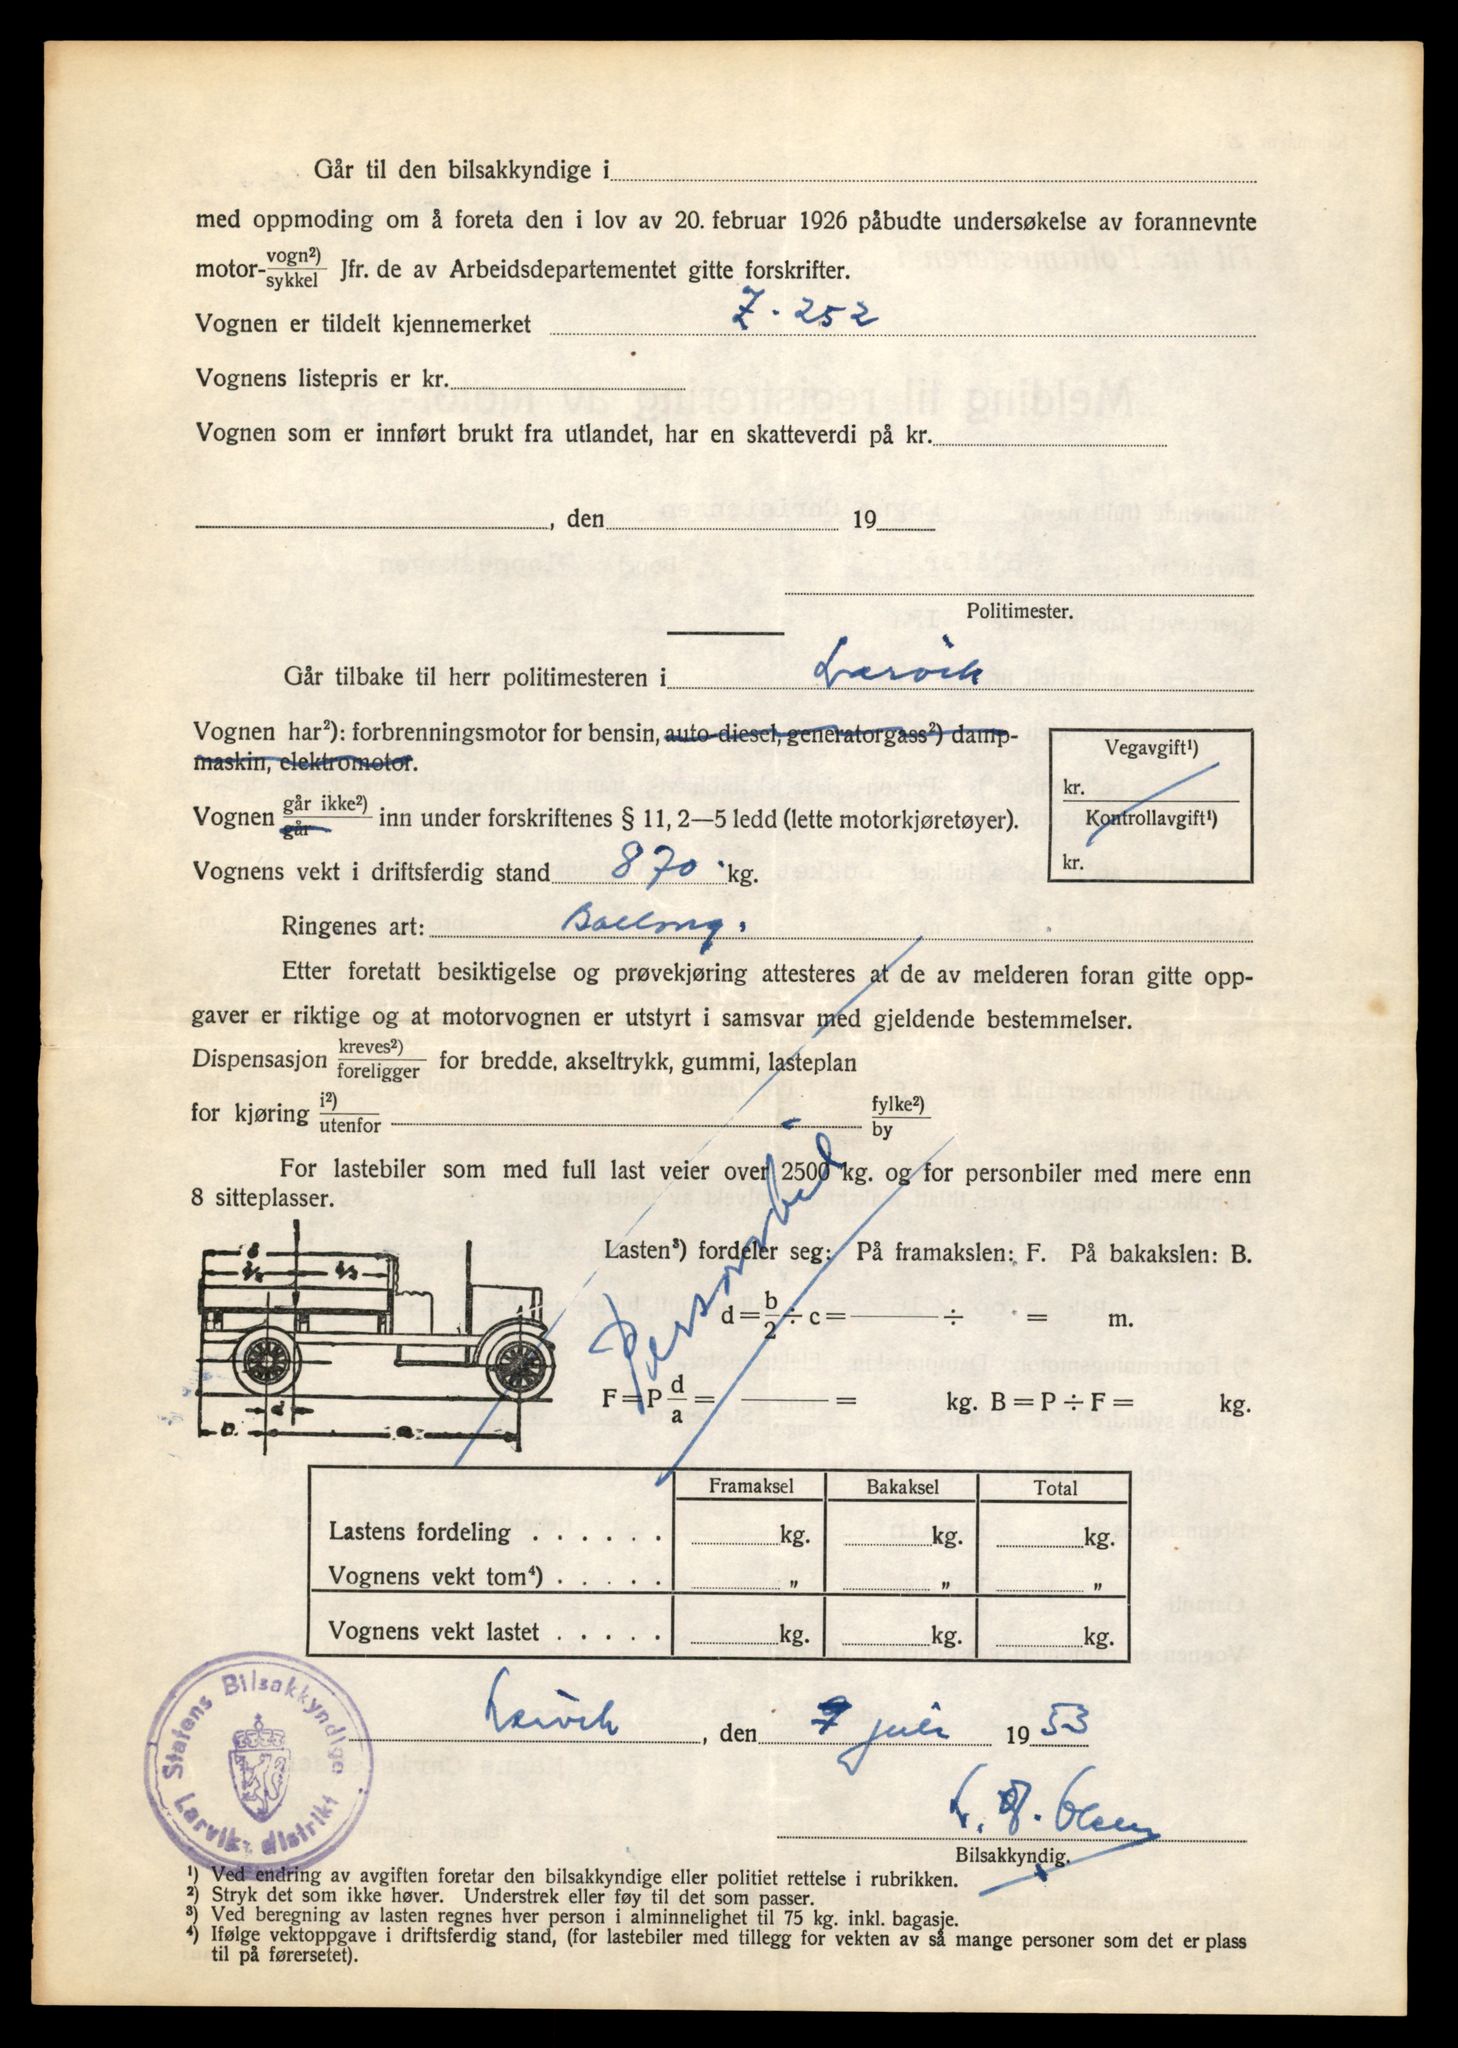 Går til den bilsakkyndige i
med oppmoding om å foreta den i lov av 20. februar 1926 påbudte undersøkelse av forannevnte
motor-vogn²)/sykkel Jfr. de av Arbeidsdepartementet gitte forskrifter.
Vognen er tildelt kjennemerket Z - 252
Vognens listepris er kr.
Vognen som er innført brukt fra utlandet, har en skatteverdi på kr.
, den 19
Politimester.
Går tilbake til herr politimesteren i Larvik
Vognen har²): forbrenningsmotor for bensin, auto-diesel, generatorgass²) damp-
maskin, elektromotor.
Vegavgift¹)
kr.
Kontrollavgift¹)
kr.
Vognen går ikke²)/går inn under forskriftenes § 11, 2—5 ledd (lette motorkjøretøyer).
Vognens vekt i driftsferdig stand 870 kg.
Ringenes art: Ballong.
Etter foretatt besiktigelse og prøvekjøring attesteres at de av melderen foran gitte opp-
gaver er riktige og at motorvognen er utstyrt i samsvar med gjeldende bestemmelser.
Dispensasjon kreves²)/foreligger for bredde, akseltrykk, gummi, lasteplan
for kjøring i²)/utenfor fylke²)/by
Personbil
For lastebiler som med full last veier over 2500 kg. og for personbiler med mere enn
8 sitteplasser.
Lasten³) fordeler seg: På framakslen: F. På bakakslen: B.
d = b/2 ÷ c = ÷ = m.
F = P d/a = = kg. B = P ÷ F = kg.
Framaksel Bakaksel Total
Lastens fordeling . . . . . . kg. kg. kg.
Vognens vekt tom⁴) . . . . . „ „ „
Vognens vekt lastet . . . . . kg. kg. kg.
Statens Bilsakkyndige
Larvik distrikt
Larvik, den 7 juli 1953
L. Olsen
Bilsakkyndig.
¹) Ved endring av avgiften foretar den bilsakkyndige eller politiet rettelse i rubrikken.
²) Stryk det som ikke høver. Understrek eller føy til det som passer.
³) Ved beregning av lasten regnes hver person i alminnelighet til 75 kg. inkl. bagasje.
⁴) Ifølge vektoppgave i driftsferdig stand, (for lastebiler med tillegg for vekten av så mange personer som det er plass
til på førersetet).